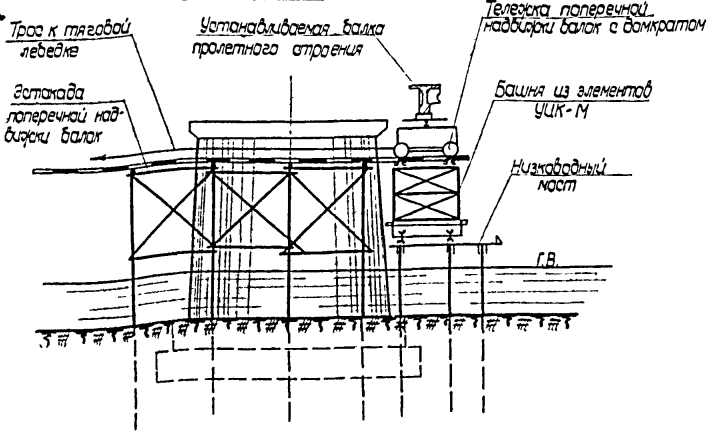 Трос к тяговой
лебедке
Устанавливаемая балка
пролетного строения
Тележка поперечной
надвижки балок с домкратом
Эстакада
поперечной над-
вижки балок
Башня из элементов
УИК-М
Низководный
мост
Г.В.